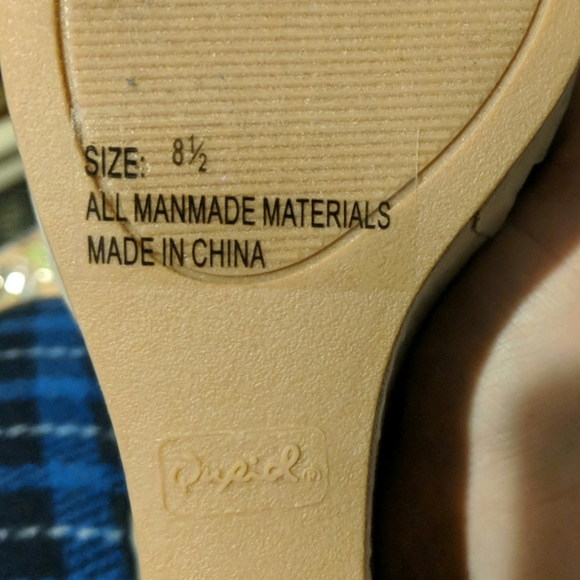 SIZE: 8½
ALL MANMADE MATERIALS
MADE IN CHINA
Qupid®